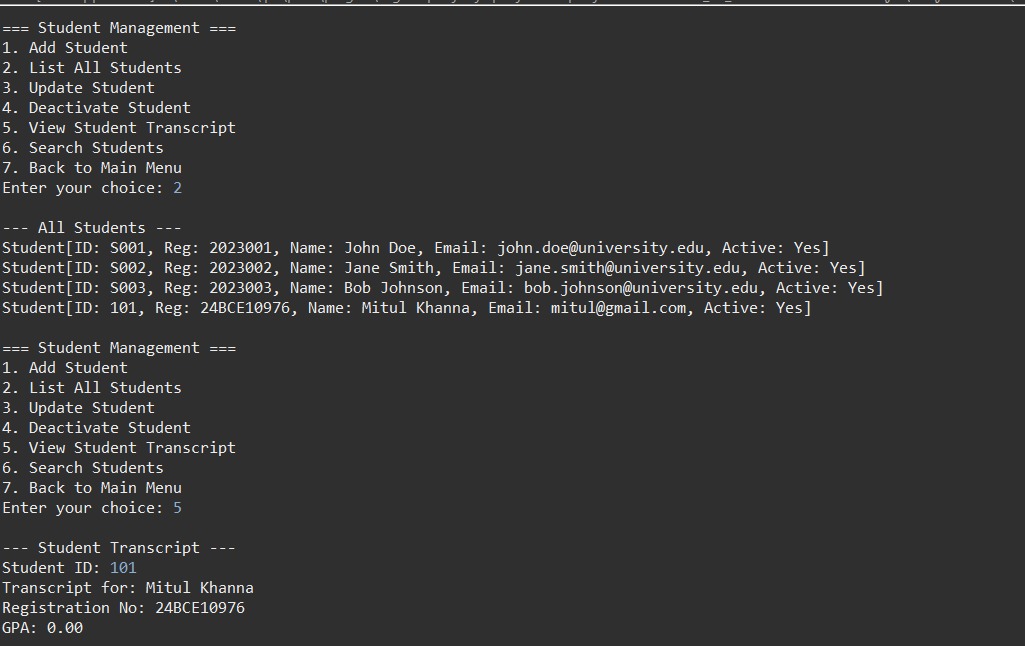 === Student Management ===
1. Add Student
2. List All Students
3. Update Student
4. Deactivate Student
5. View Student Transcript
6. Search Students
7. Back to Main Menu
Enter your choice: 2
--- All Students ---
Student[ID: S001, Reg: 2023001, Name: John Doe, Email: john.doe@university.edu, Active: Yes]
Student[ID: S002, Reg: 2023002, Name: Jane Smith, Email: jane.smith@university.edu, Active: Yes]
Student[ID: S003, Reg: 2023003, Name: Bob Johnson, Email: bob.johnson@university.edu, Active: Yes]
Student[ID: 101, Reg: 24BCE10976, Name: Mitul Khanna, Email: mitul@gmail.com, Active: Yes]
=== Student Management ===
1. Add Student
2. List All Students
3. Update Student
4. Deactivate Student
5. View Student Transcript
6. Search Students
7. Back to Main Menu
Enter your choice: 5
--- Student Transcript ---
Student ID: 101
Transcript for: Mitul Khanna
Registration No: 24BCE10976
GPA: 0.00